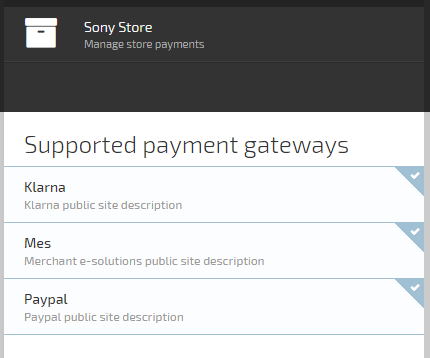 Sony Store
Manage store payments
Supported payment gateways
Klarna
Klarna public site description
Mes
Merchant e-solutions public site description
Paypal
Paypal public site description